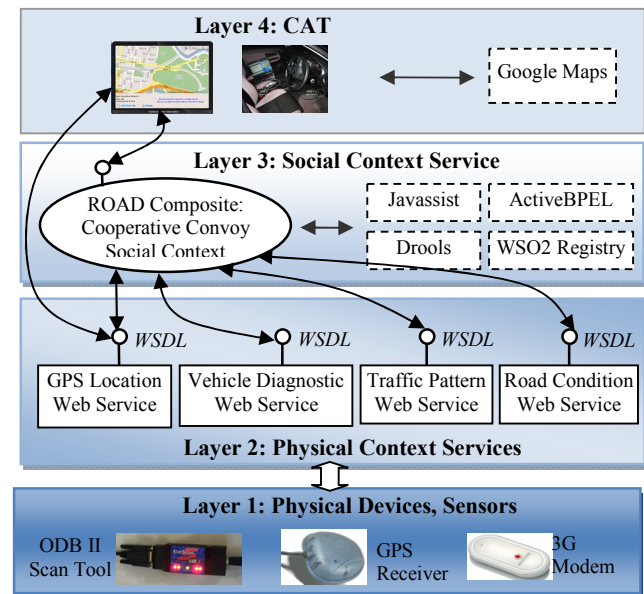 Layer 4: CAT
Google Maps
Layer 3: Social Context Service
ROAD Composite:
Cooperative Convoy
Social Context
Javassist
ActiveBPEL
Drools
WSO2 Registry
WSDL
WSDL
WSDL
WSDL
GPS Location
Web Service
Vehicle Diagnostic
Web Service
Traffic Pattern
Web Service
Road Condition
Web Service
Layer 2: Physical Context Services
Layer 1: Physical Devices, Sensors
ODB II
Scan Tool
GPS
Receiver
3G
Modem